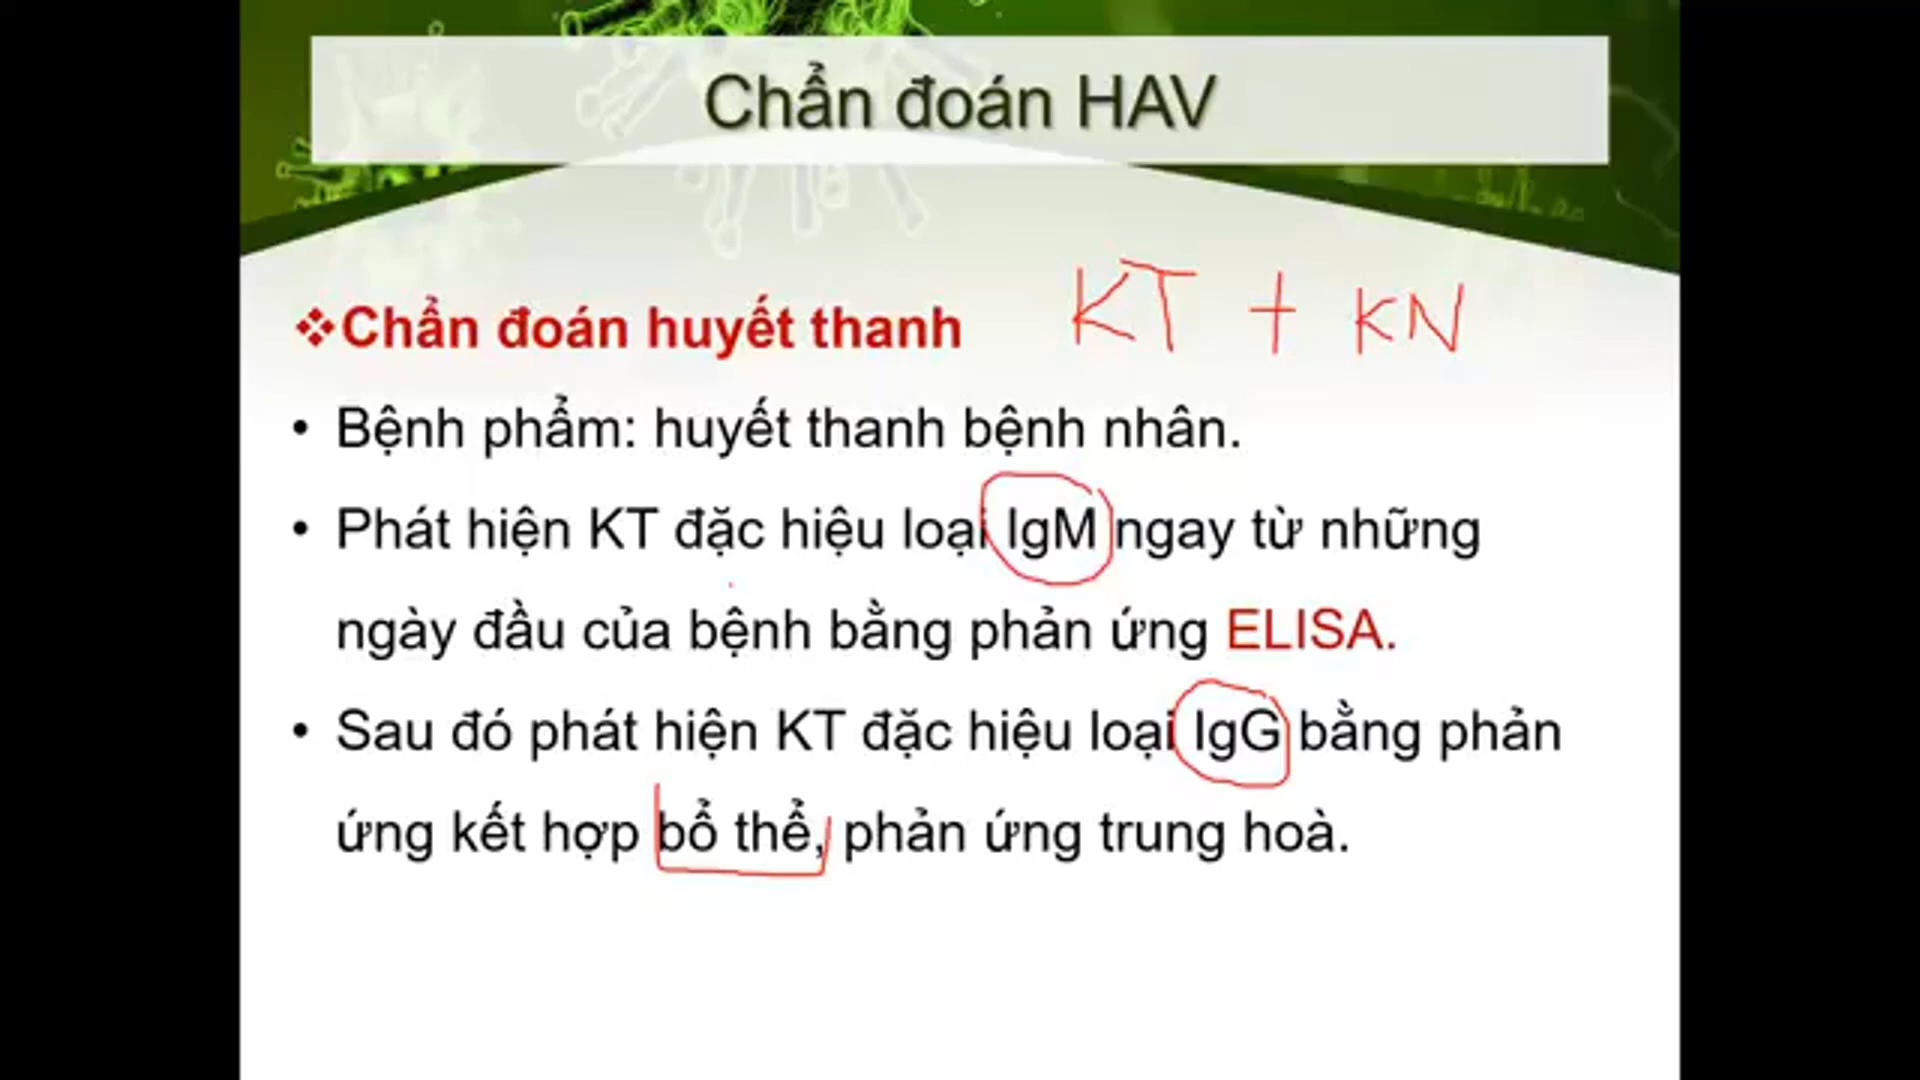 Chẩn đoán HAV
❖Chẩn đoán huyết thanh KT + KN
• Bệnh phẩm: huyết thanh bệnh nhân.
• Phát hiện KT đặc hiệu loại IgM ngay từ những
ngày đầu của bệnh bằng phản ứng ELISA.
• Sau đó phát hiện KT đặc hiệu loại IgG bằng phản
ứng kết hợp bổ thể, phản ứng trung hoà.